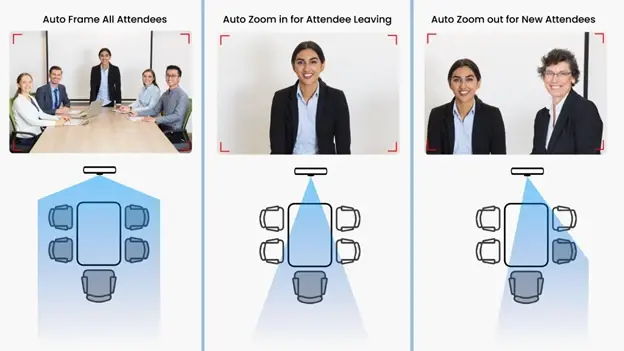 Auto Frame All Attendees
Auto Zoom in for Attendee Leaving
Auto Zoom out for New Attendees